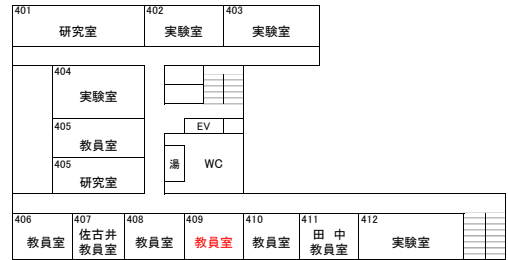 401
研究室
402
実験室
403
実験室
404
実験室
405
教員室
405
研究室
EV
湯
WC
406
教員室
407
佐古井
教員室
408
教員室
409
教員室
410
教員室
411
田 中
教員室
412
実験室